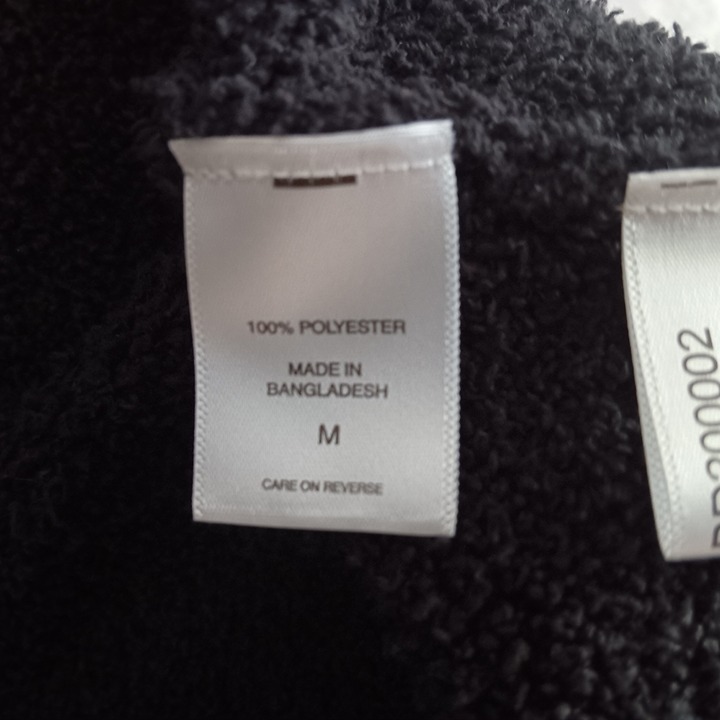 100% POLYESTER
MADE IN
BANGLADESH
M
CARE ON REVERSE